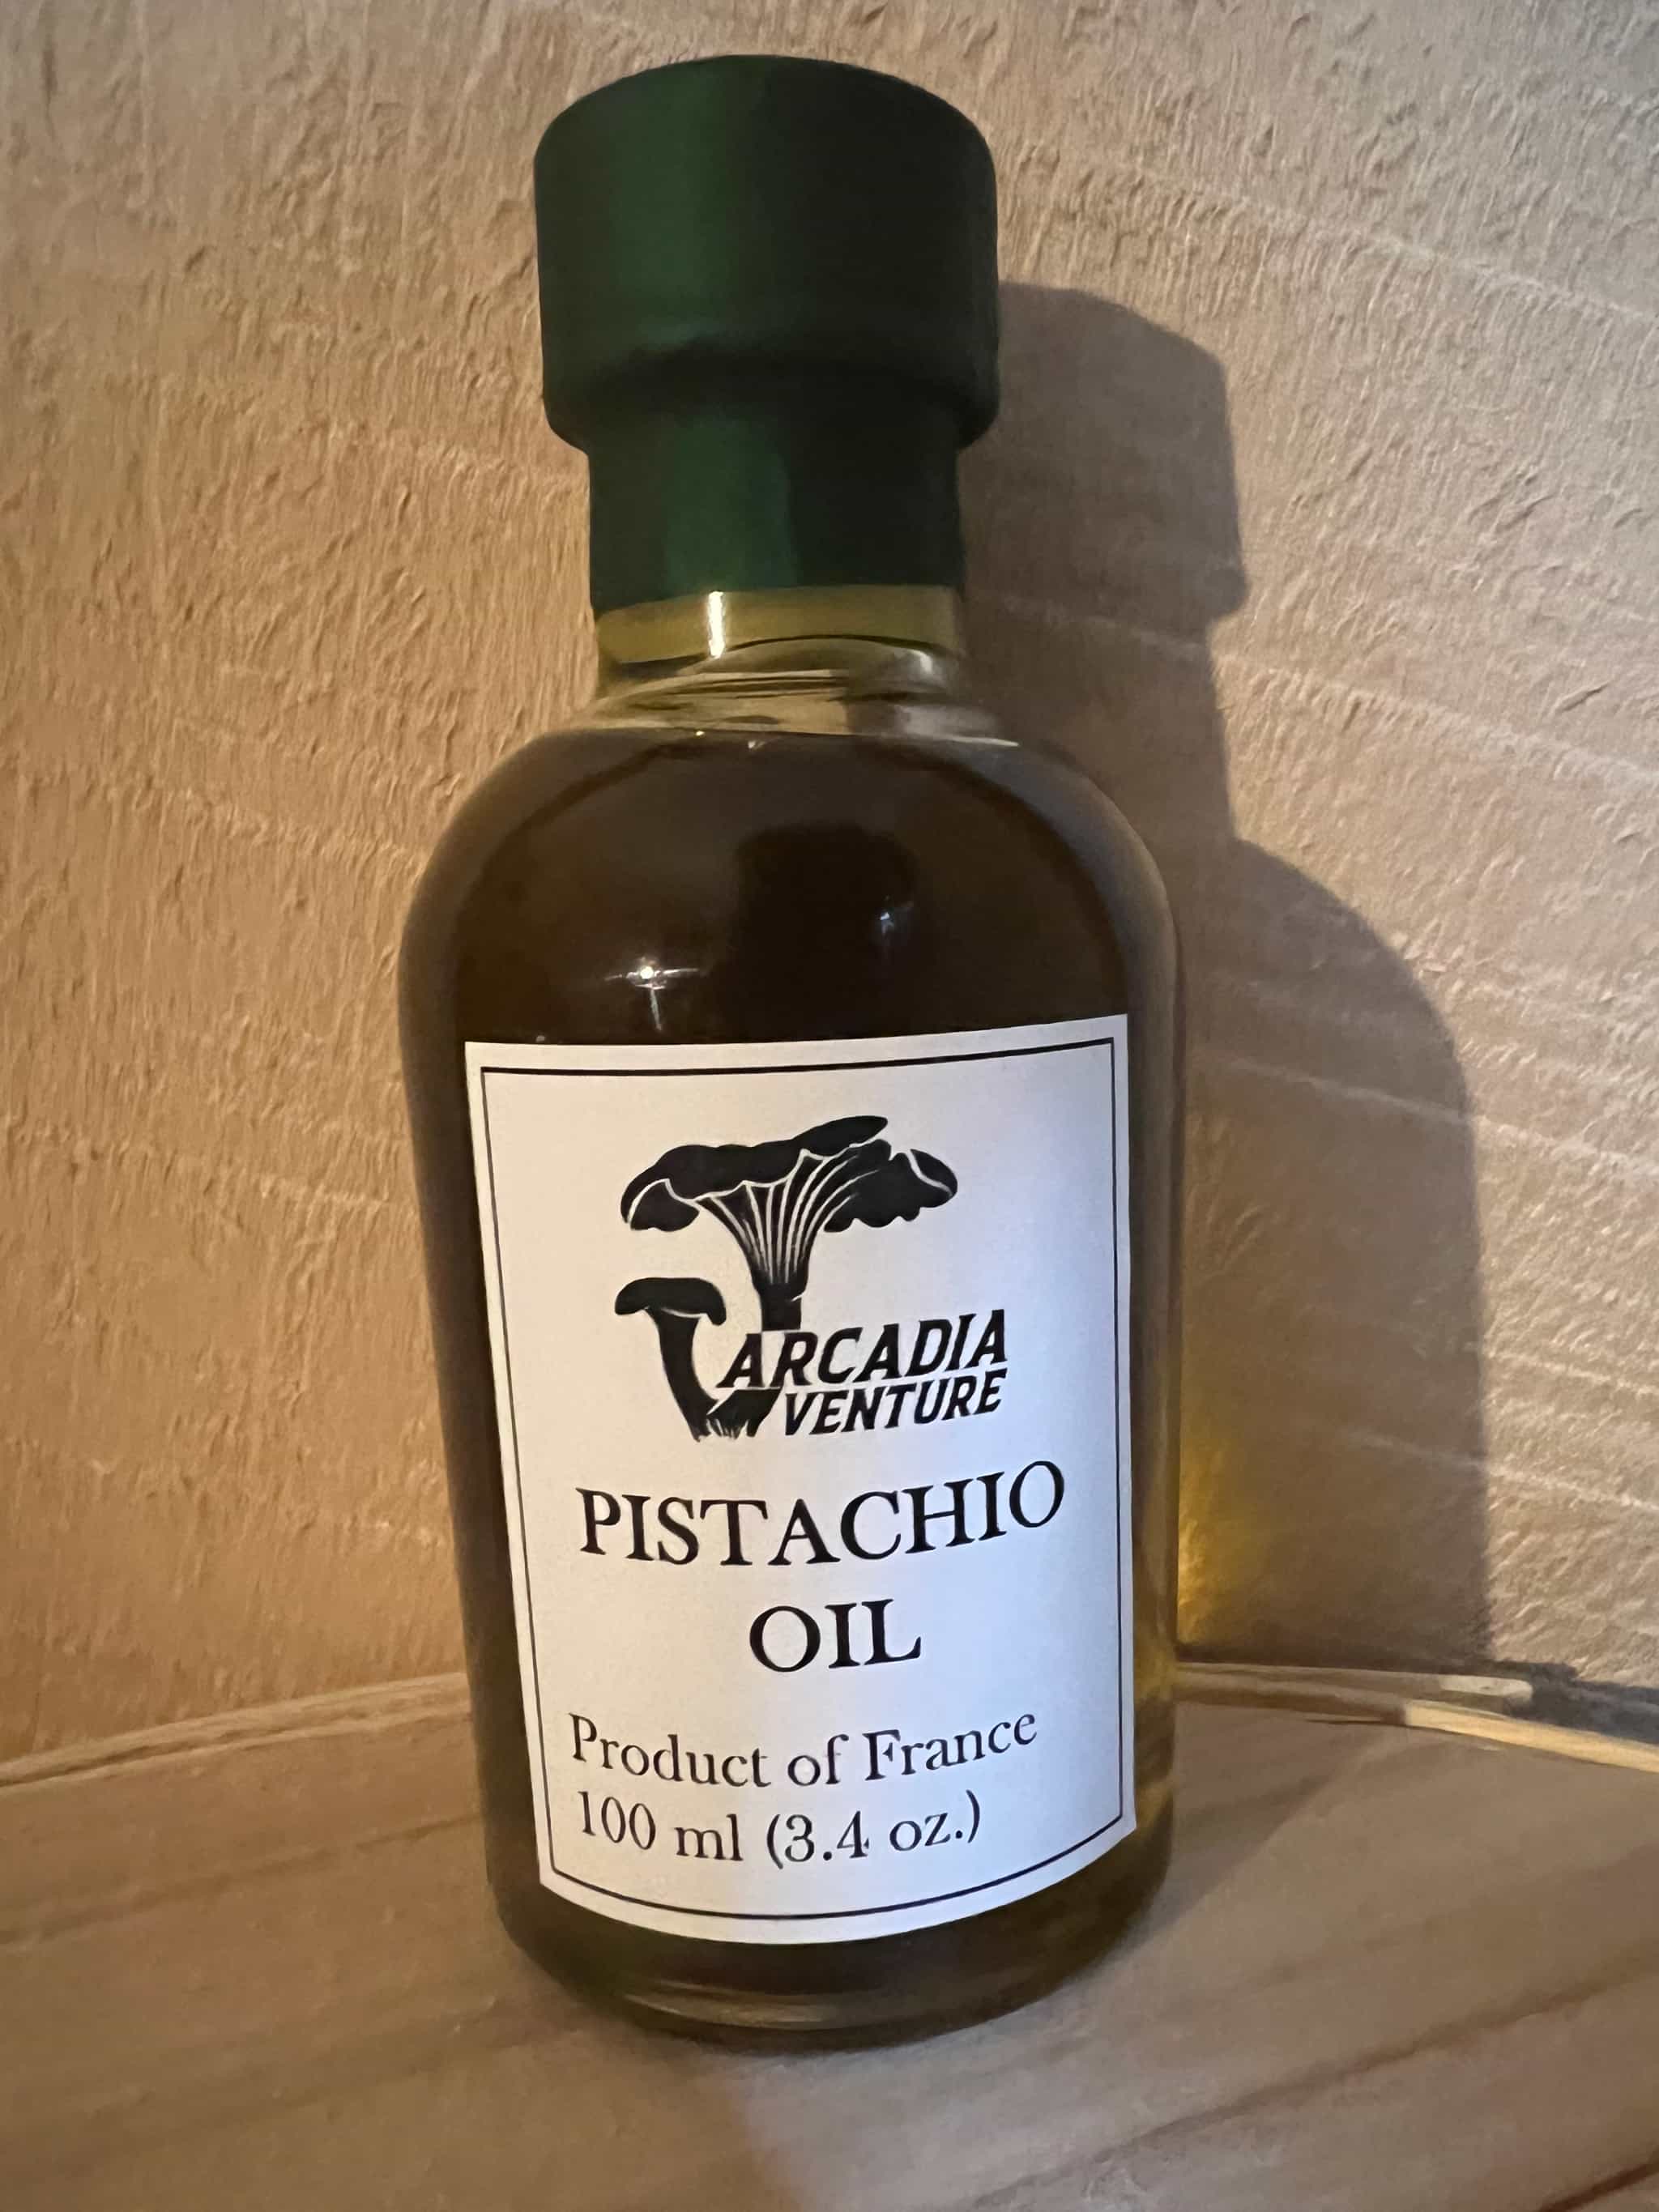 ARCADIA
VENTURE
PISTACHIO
OIL
Product of France
100 ml (3.4 oz.)